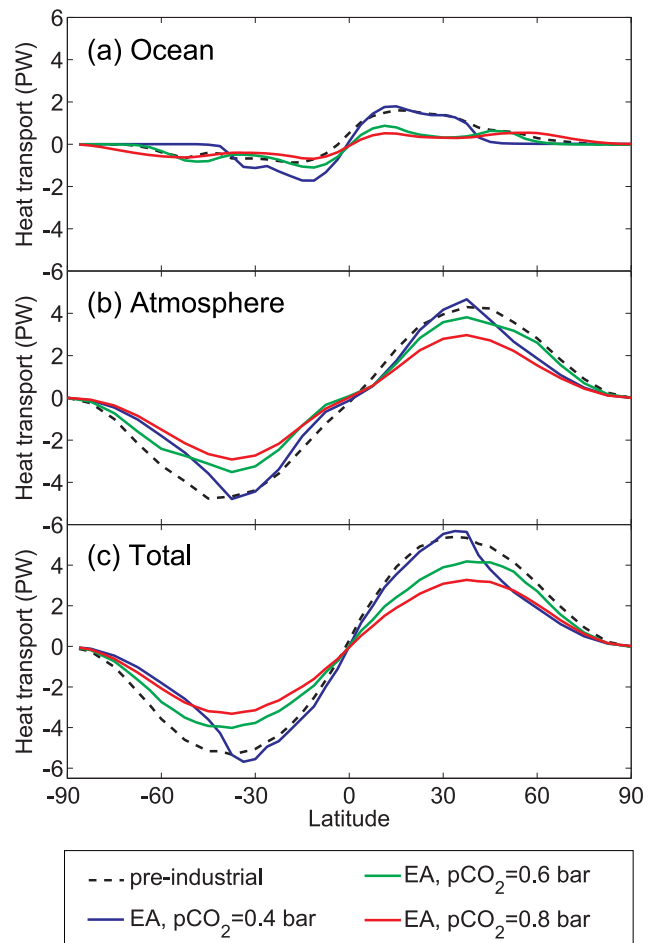 6
(a) Ocean
4
2
0
-2
-4
-6
Heat transport (PW)
(b) Atmosphere
4
2
0
-2
-4
-6
Heat transport (PW)
(c) Total
4
2
0
-2
-4
-6
Heat transport (PW)
-90 -60 -30 0 30 60 90
Latitude
pre-industrial
EA, pCO₂=0.6 bar
EA, pCO₂=0.4 bar
EA, pCO₂=0.8 bar